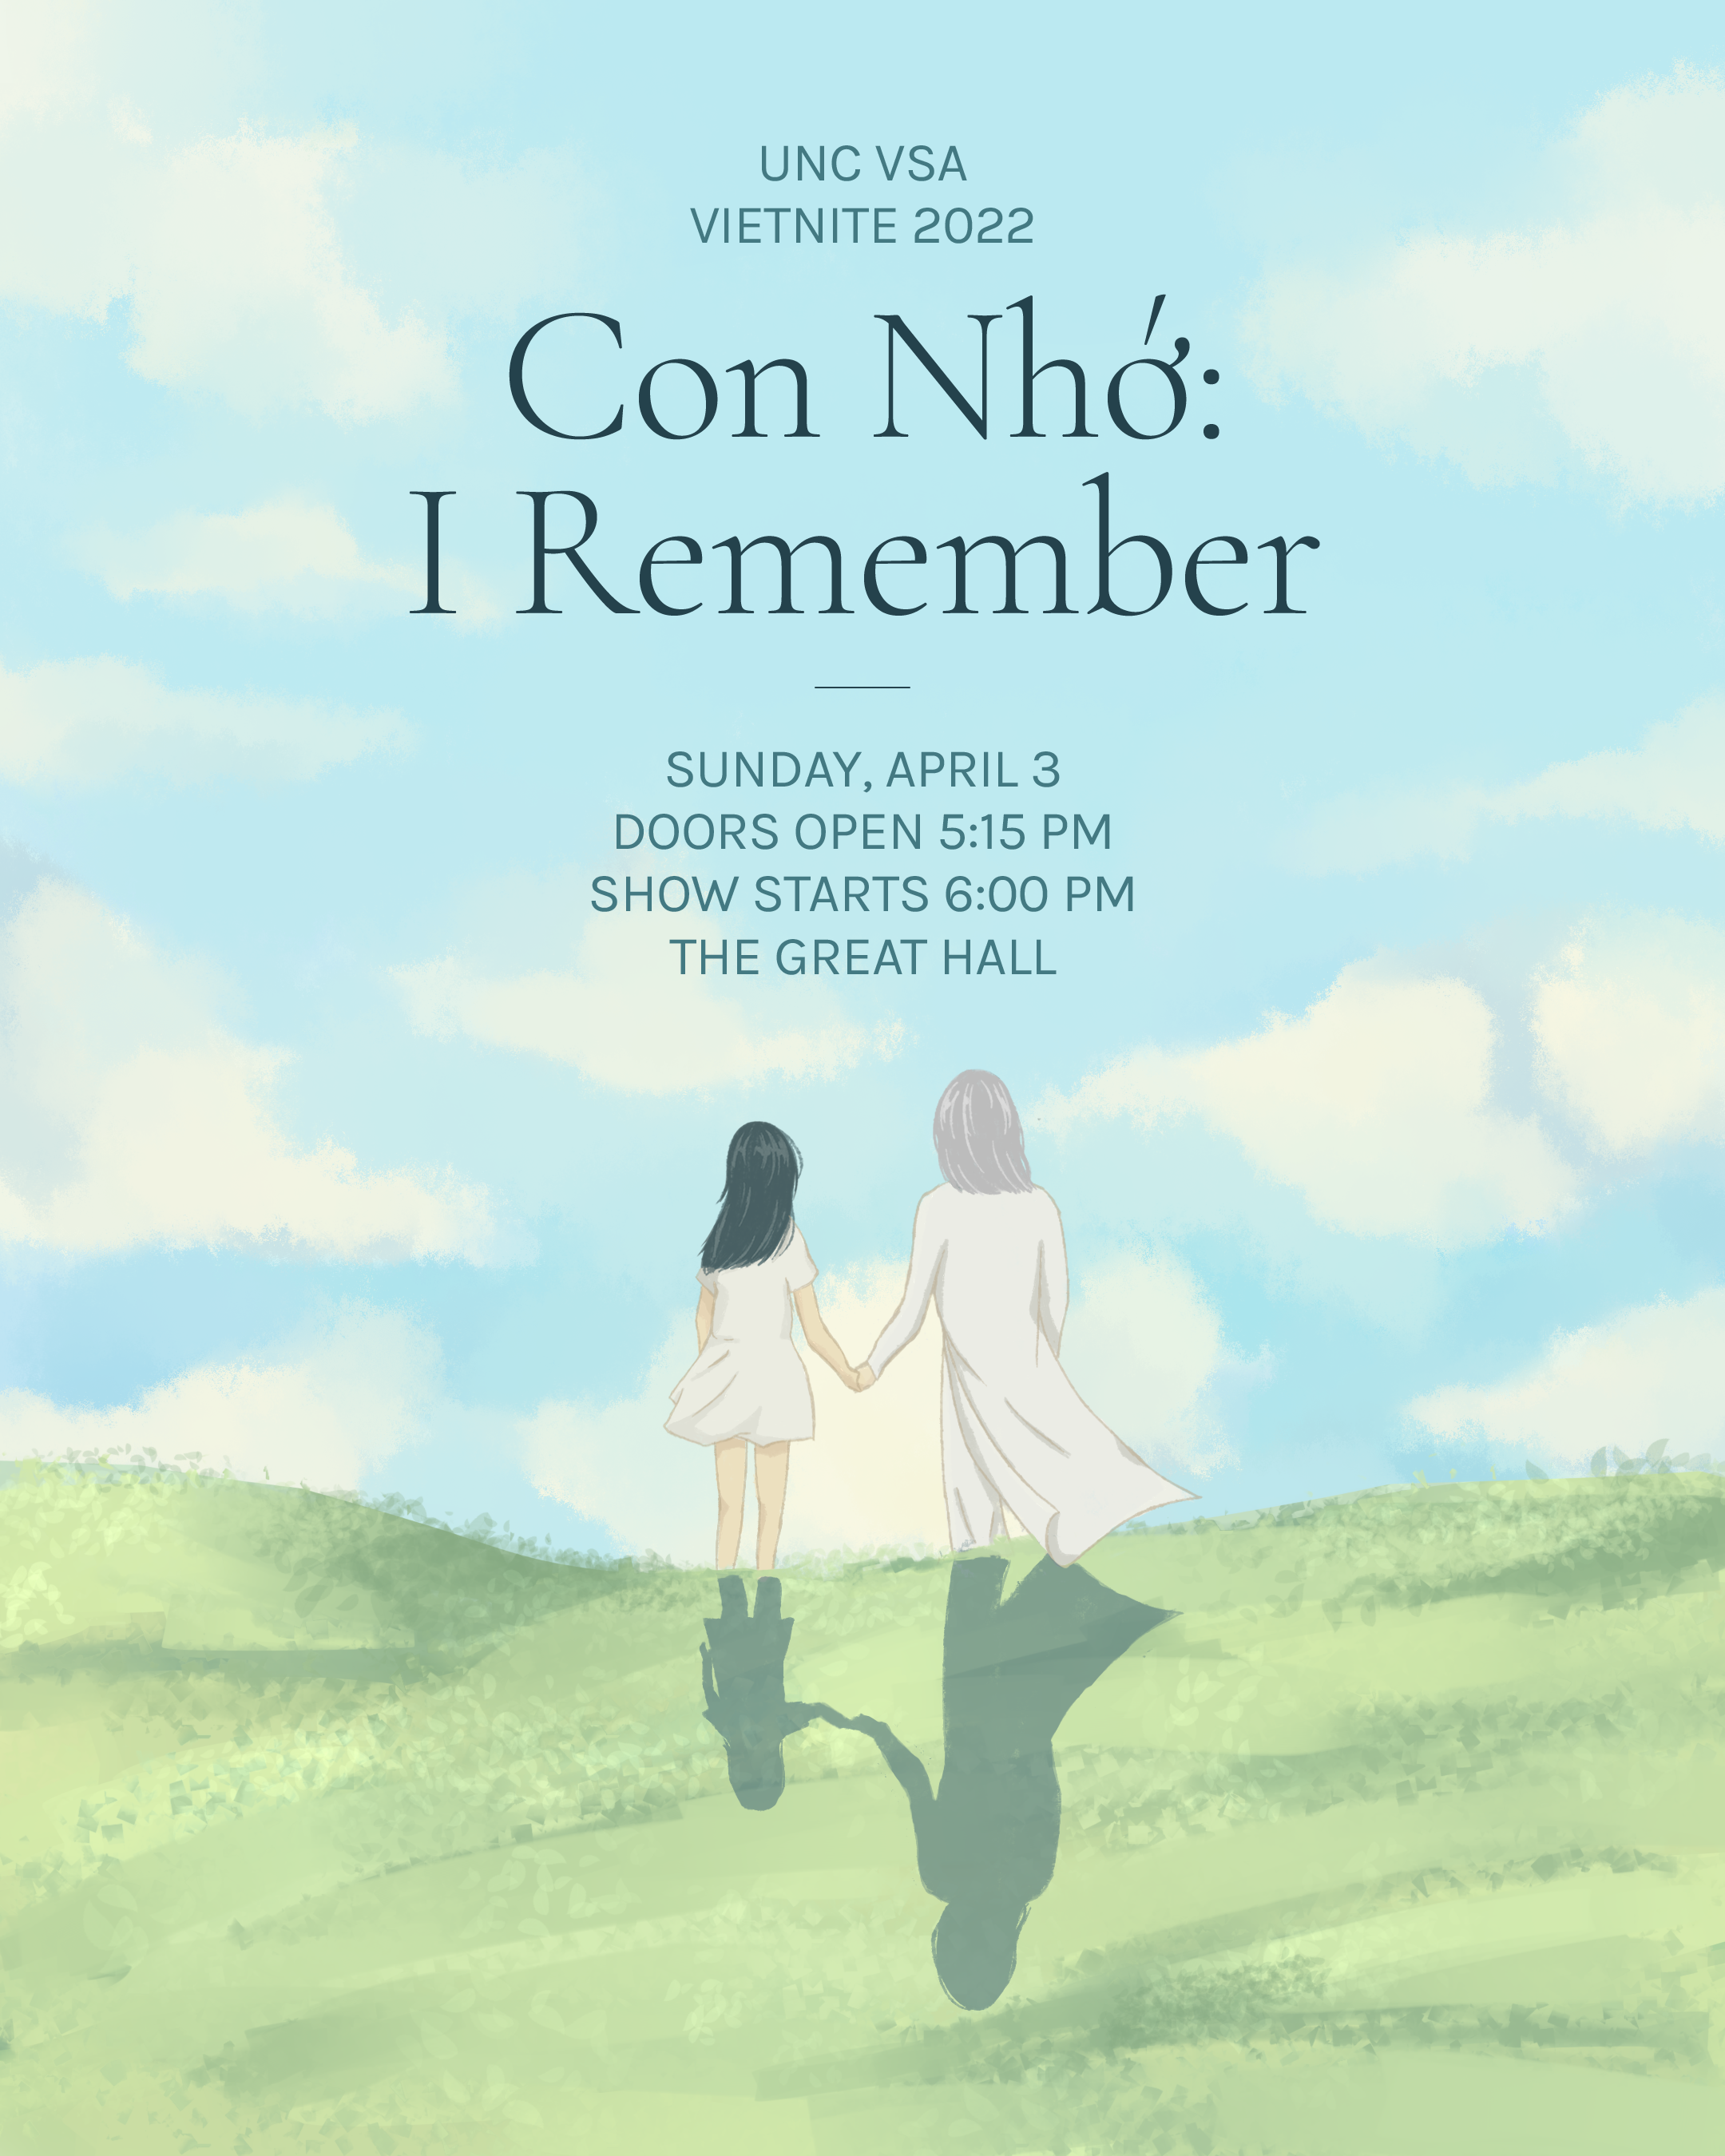 UNC VSA
VIETNITE 2022
Con Nhớ:
I Remember
SUNDAY, APRIL 3
DOORS OPEN 5:15 PM
SHOW STARTS 6:00 PM
THE GREAT HALL